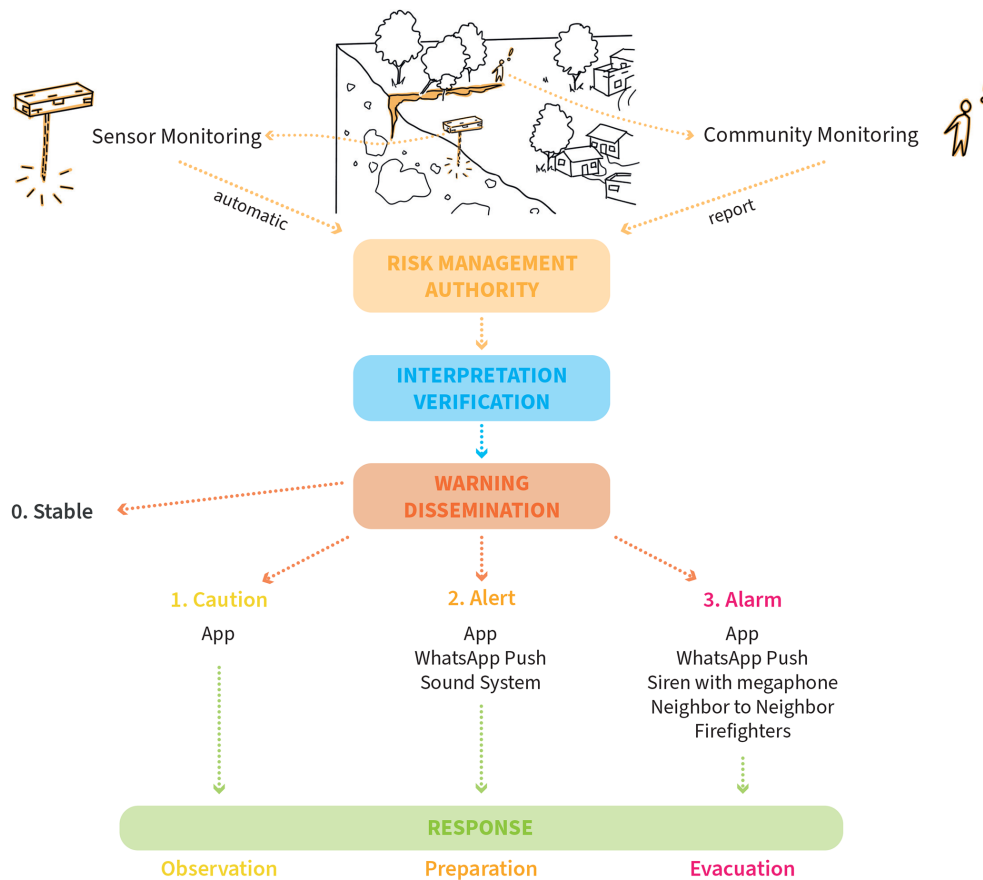 Sensor Monitoring
Community Monitoring
automatic
report
RISK MANAGEMENT
AUTHORITY
INTERPRETATION
VERIFICATION
WARNING
DISSEMINATION
0. Stable
1. Caution
App
2. Alert
App
WhatsApp Push
Sound System
3. Alarm
App
WhatsApp Push
Siren with megaphone
Neighbor to Neighbor
Firefighters
RESPONSE
Observation
Preparation
Evacuation